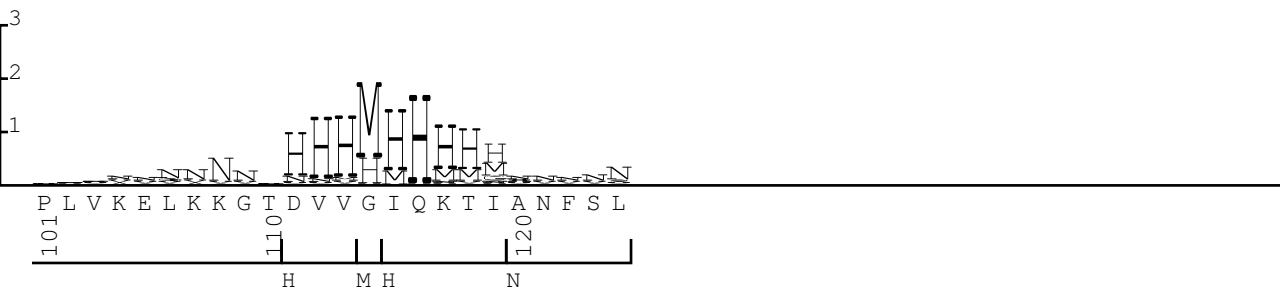 3
2
1
H H H M H H H H H
P L V K E L K K G T D V V G I Q K T I A N F S L
101 110 120
H M H N